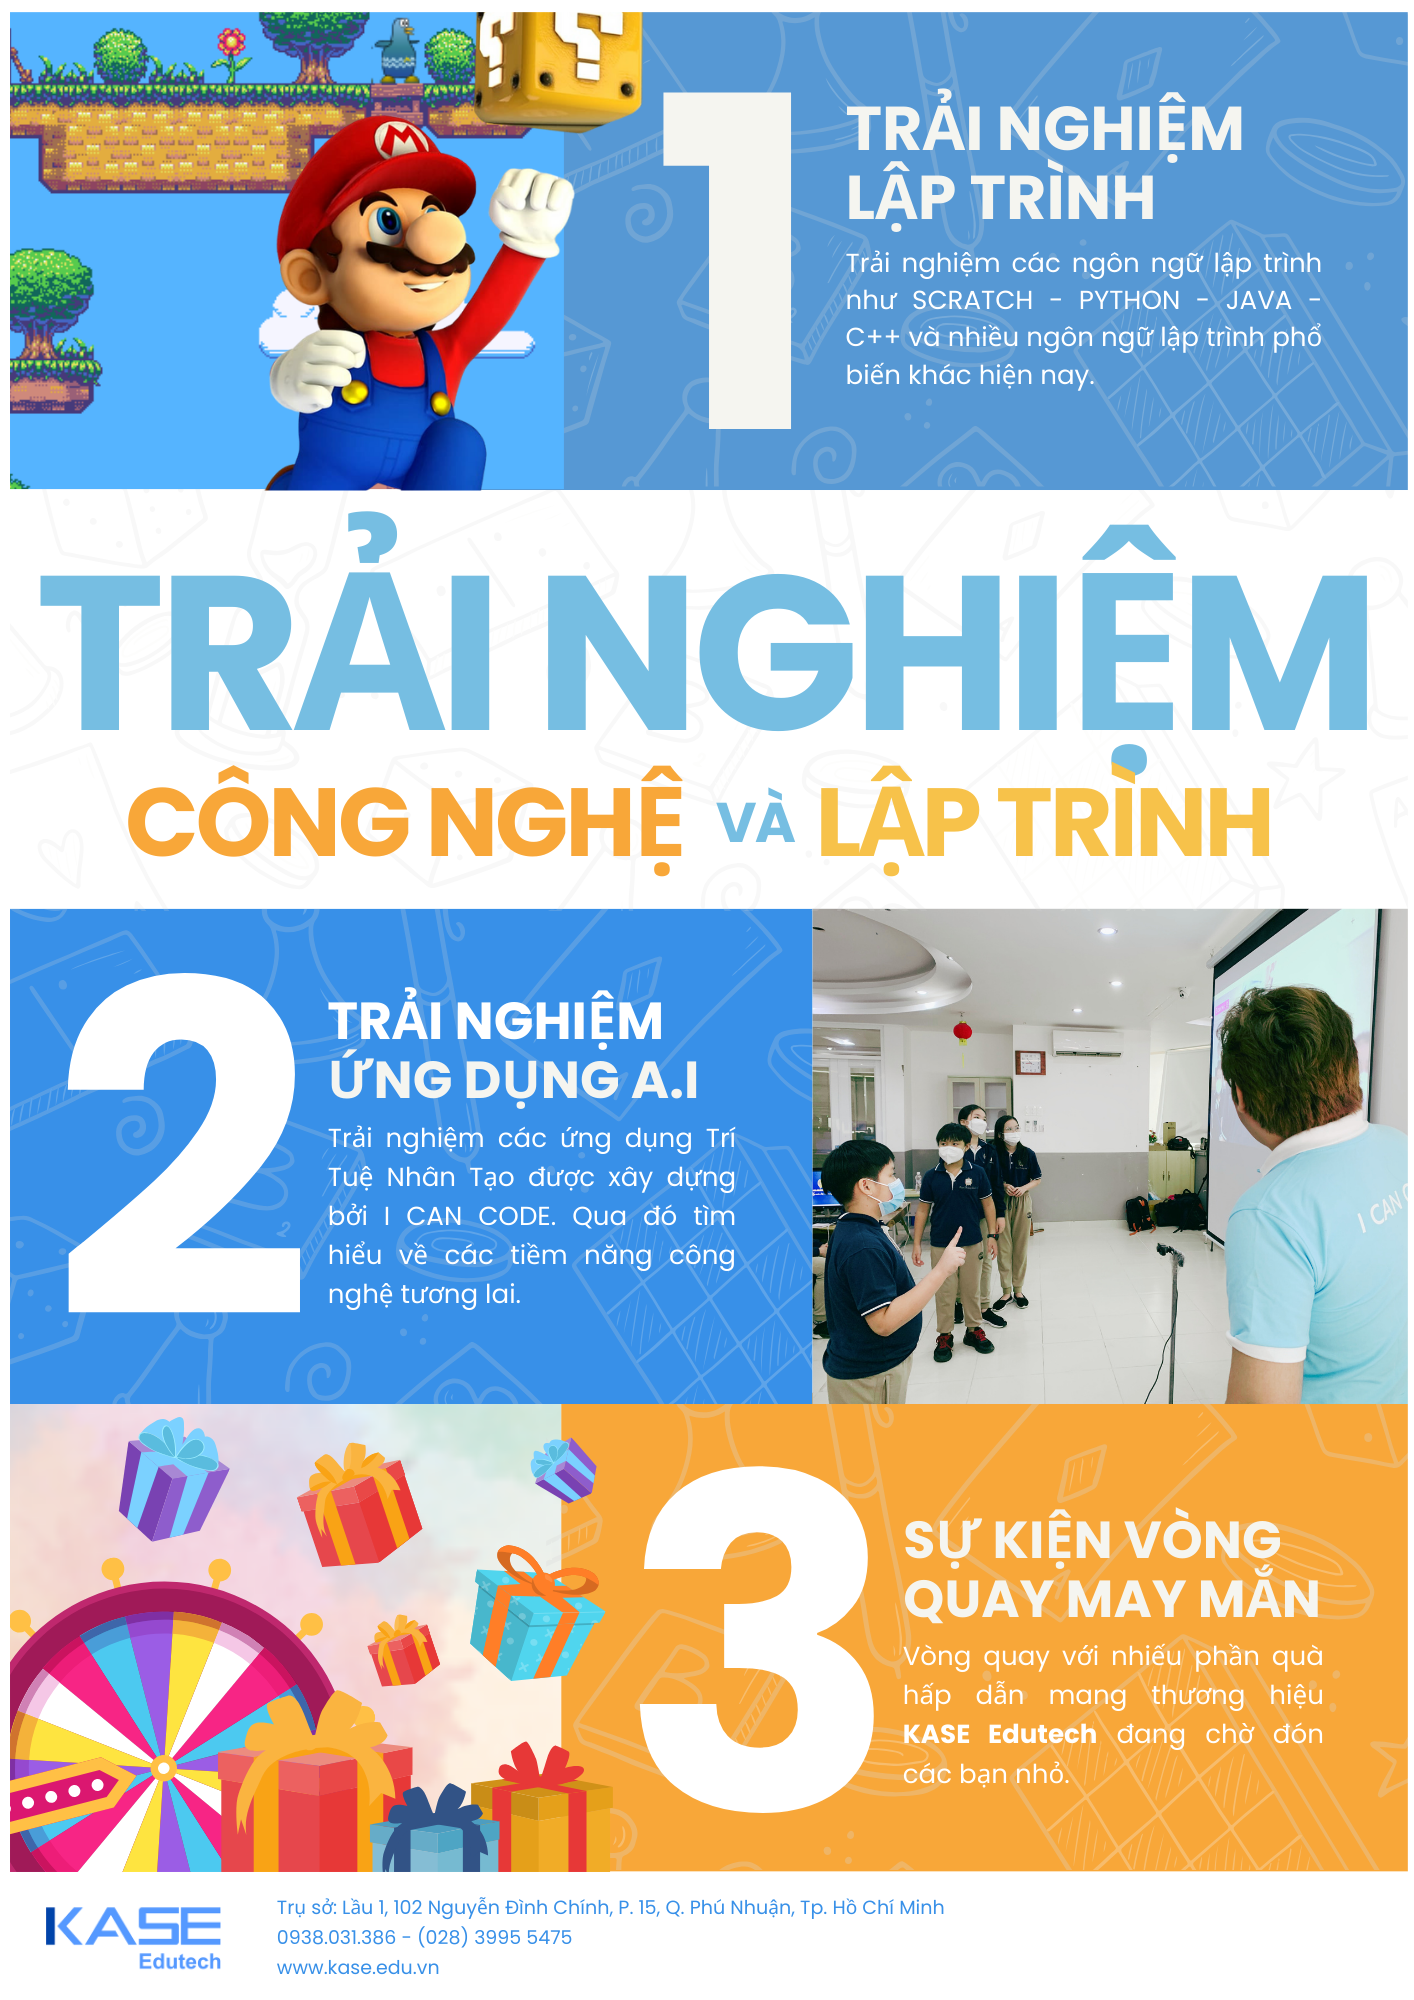 1
TRẢI NGHIỆM
LẬP TRÌNH
Trải nghiệm các ngôn ngữ lập trình
như SCRATCH - PYTHON - JAVA -
C++ và nhiều ngôn ngữ lập trình phổ
biến khác hiện nay.
TRẢI NGHIỆM
CÔNG NGHỆ VÀ LẬP TRÌNH
2
TRẢI NGHIỆM
ỨNG DỤNG A.I
Trải nghiệm các ứng dụng Trí
Tuệ Nhân Tạo được xây dựng
bởi I CAN CODE. Qua đó tìm
hiểu về các tiềm năng công
nghệ tương lai.
I CAN
3
SỰ KIỆN VÒNG
QUAY MAY MẮN
Vòng quay với nhiếu phần quà
hấp dẫn mang thương hiệu
KASE Edutech đang chờ đón
các bạn nhỏ.
KASE
Edutech
Trụ sở: Lầu 1, 102 Nguyễn Đình Chính, P. 15, Q. Phú Nhuận, Tp. Hồ Chí Minh
0938.031.386 - (028) 3995 5475
www.kase.edu.vn